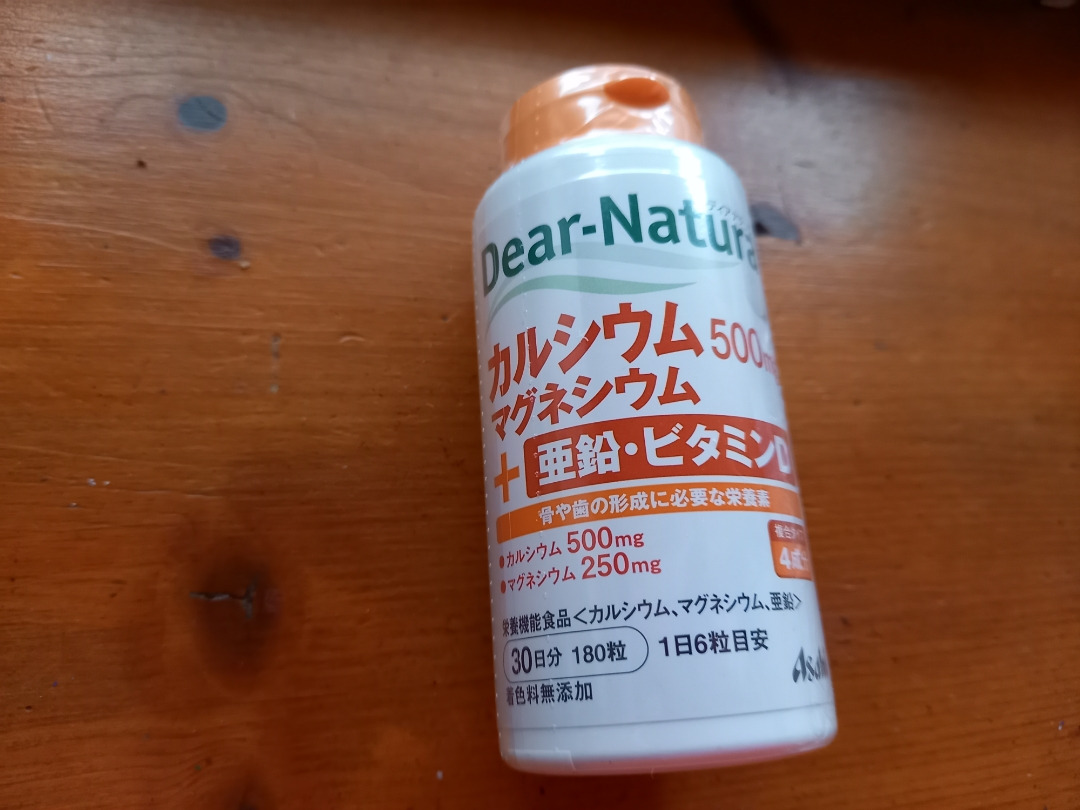 Dear-Natura
カルシウム 500mg
マグネシウム
+ 亜鉛・ビタミンD
骨や歯の形成に必要な栄養素
• カルシウム 500mg
• マグネシウム 250mg
栄養機能食品<カルシウム、マグネシウム、亜鉛>
30日分 180粒 1日6粒目安
着色料無添加
Asahi